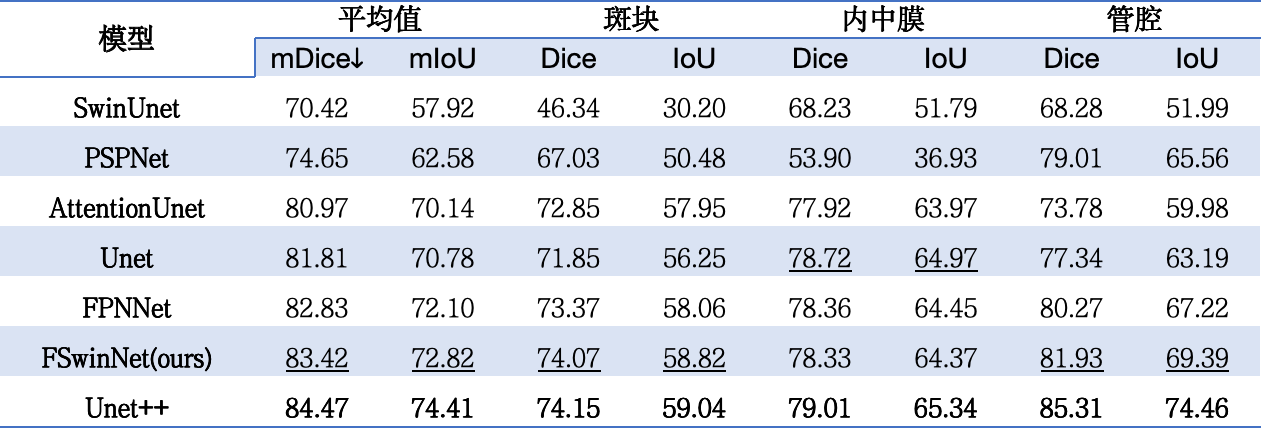 模型 平均值 斑块 内中膜 管腔
mDice↓ mIoU Dice IoU Dice IoU Dice IoU
SwinUnet 70.42 57.92 46.34 30.20 68.23 51.79 68.28 51.99
PSPNet 74.65 62.58 67.03 50.48 53.90 36.93 79.01 65.56
AttentionUnet 80.97 70.14 72.85 57.95 77.92 63.97 73.78 59.98
Unet 81.81 70.78 71.85 56.25 78.72 64.97 77.34 63.19
FPNNet 82.83 72.10 73.37 58.06 78.36 64.45 80.27 67.22
FSwinNet(ours) 83.42 72.82 74.07 58.82 78.33 64.37 81.93 69.39
Unet++ 84.47 74.41 74.15 59.04 79.01 65.34 85.31 74.46